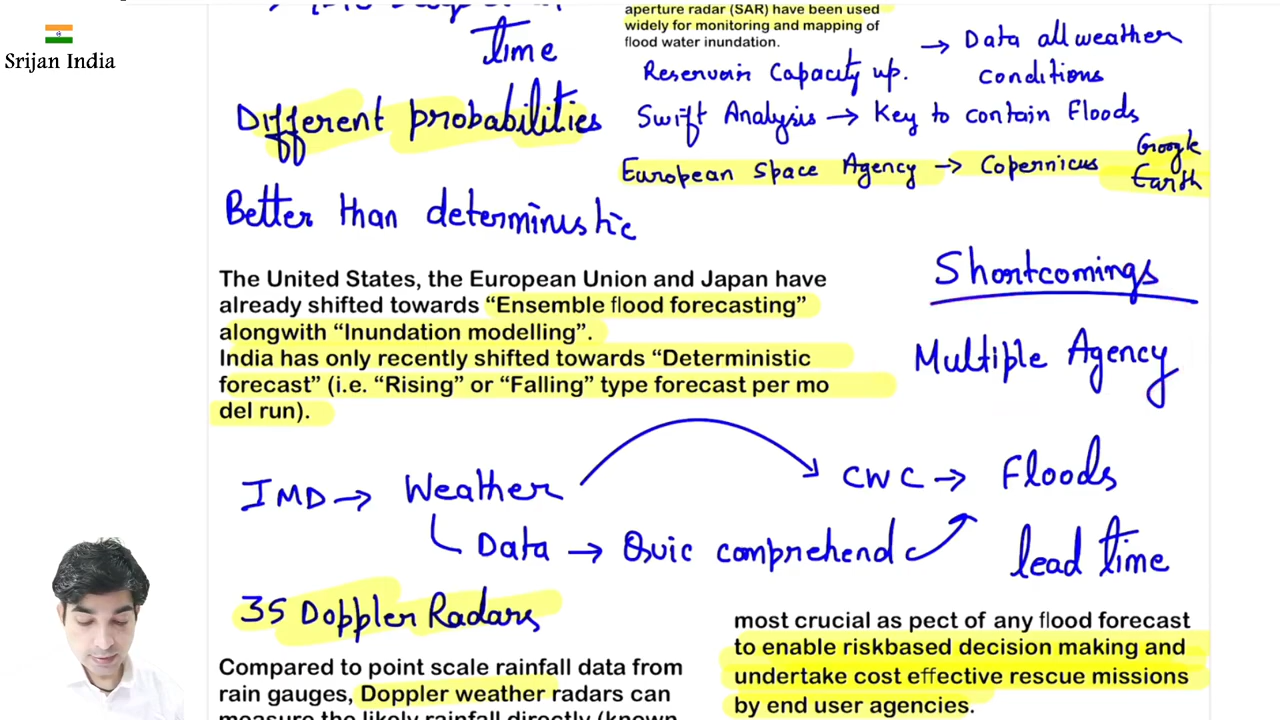 Srijan India
time
Different probabilities
Better than deterministic
aperture radar (SAR) have been used
widely for monitoring and mapping of
flood water inundation.
→ Data all weather
conditions
Reservoir Capacity up.
Swift Analysis → Key to contain Floods
European Space Agency → Copernicus
Google
Earth
The United States, the European Union and Japan have
already shifted towards “Ensemble flood forecasting”
alongwith “Inundation modelling”.
India has only recently shifted towards “Deterministic
forecast” (i.e. “Rising” or “Falling” type forecast per mo
del run).
Shortcomings
Multiple Agency
IMD → Weather
CWC → Floods
Data → Quic comprehend
lead time
35 Doppler Radars
Compared to point scale rainfall data from
rain gauges, Doppler weather radars can
measure the likely rainfall directly (known
most crucial as pect of any flood forecast
to enable riskbased decision making and
undertake cost effective rescue missions
by end user agencies.